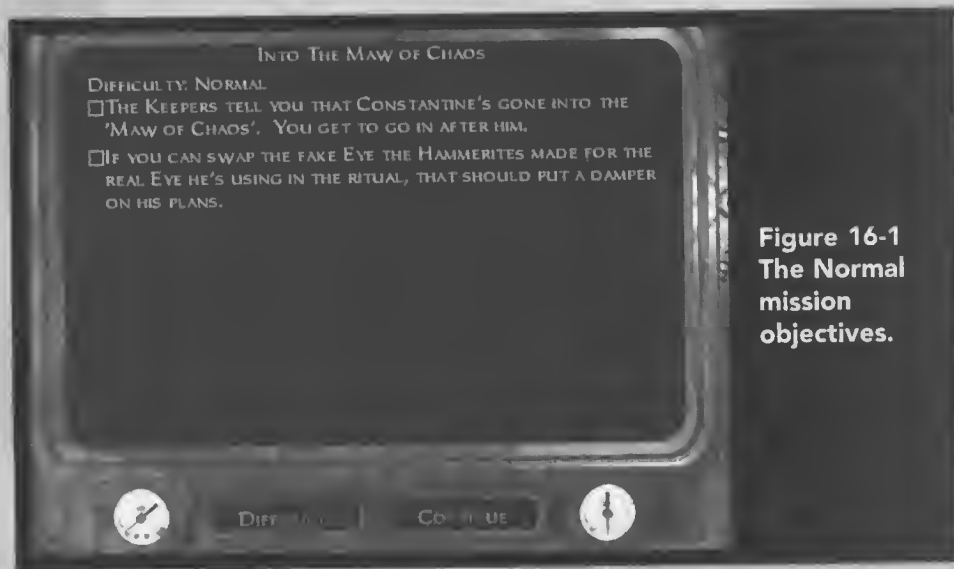 INTO THE MAW OF CHAOS
DIFFICULTY: NORMAL
THE KEEPERS TELL YOU THAT CONSTANTINE'S GONE INTO THE
'MAW OF CHAOS'. YOU GET TO GO IN AFTER HIM.
IF YOU CAN SWAP THE FAKE EYE THE HAMMERITES MADE FOR THE
REAL EYE HE'S USING IN THE RITUAL, THAT SHOULD PUT A DAMPER
ON HIS PLANS.
Figure 16-1
The Normal
mission
objectives.